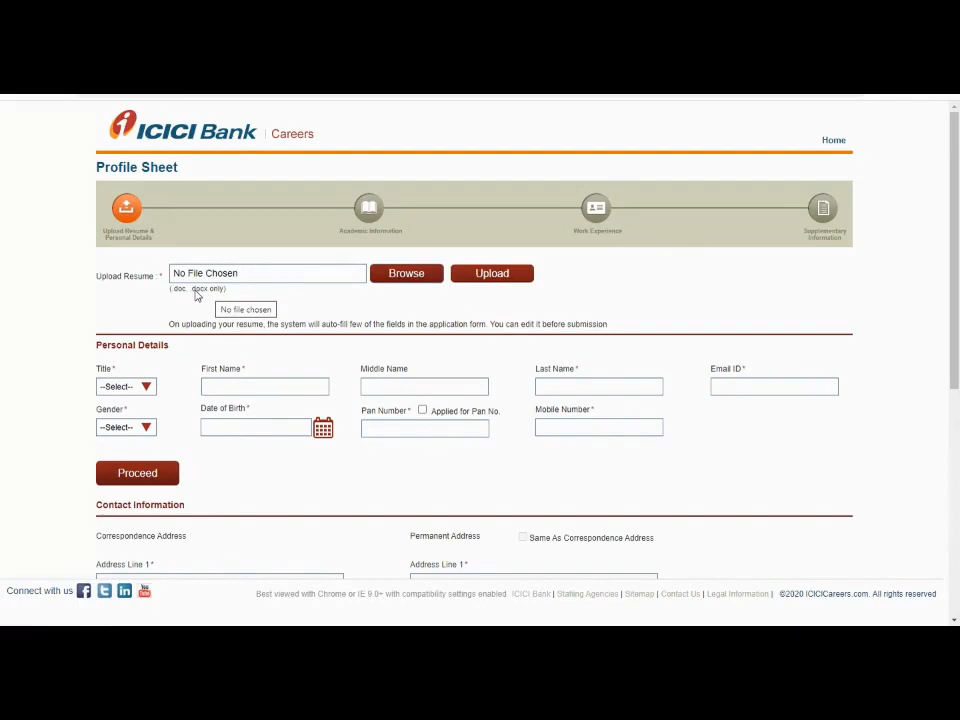 ICICI Bank Careers
Home
Profile Sheet
Upload Resume & Personal Details
Academic Information
Work Experience
Supplementary Information
Upload Resume : * No File Chosen Browse Upload
(.doc, .docx only)
No file chosen
On uploading your resume, the system will auto-fill few of the fields in the application form. You can edit it before submission
Personal Details
Title* First Name* Middle Name Last Name* Email ID*
--Select--
Gender* Date of Birth* Pan Number* Applied for Pan No. Mobile Number*
--Select--
Proceed
Contact Information
Correspondence Address Permanent Address Same As Correspondence Address
Address Line 1* Address Line 1*
Connect with us f t in You Tube Best viewed with Chrome or IE 9.0+ with compatibility settings enabled ICICI Bank | Staffing Agencies | Sitemap | Contact Us | Legal Information | ©2020 ICICICareers.com. All rights reserved